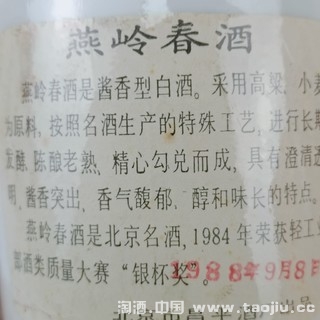 燕岭春酒
燕岭春酒是酱香型白酒。采用高梁、小麦
为原料,按照名酒生产的特殊工艺,进行长期
发酵、陈酿老熟,精心勾兑而成,具有澄清透
明,酱香突出,香气馥郁、醇和味长的特点。
燕岭春酒是北京名酒,1984年荣获轻工业
部酒类质量大赛“银杯奖”。
1988年9月8日
出品
淘酒.中国 www.taojiu.cc